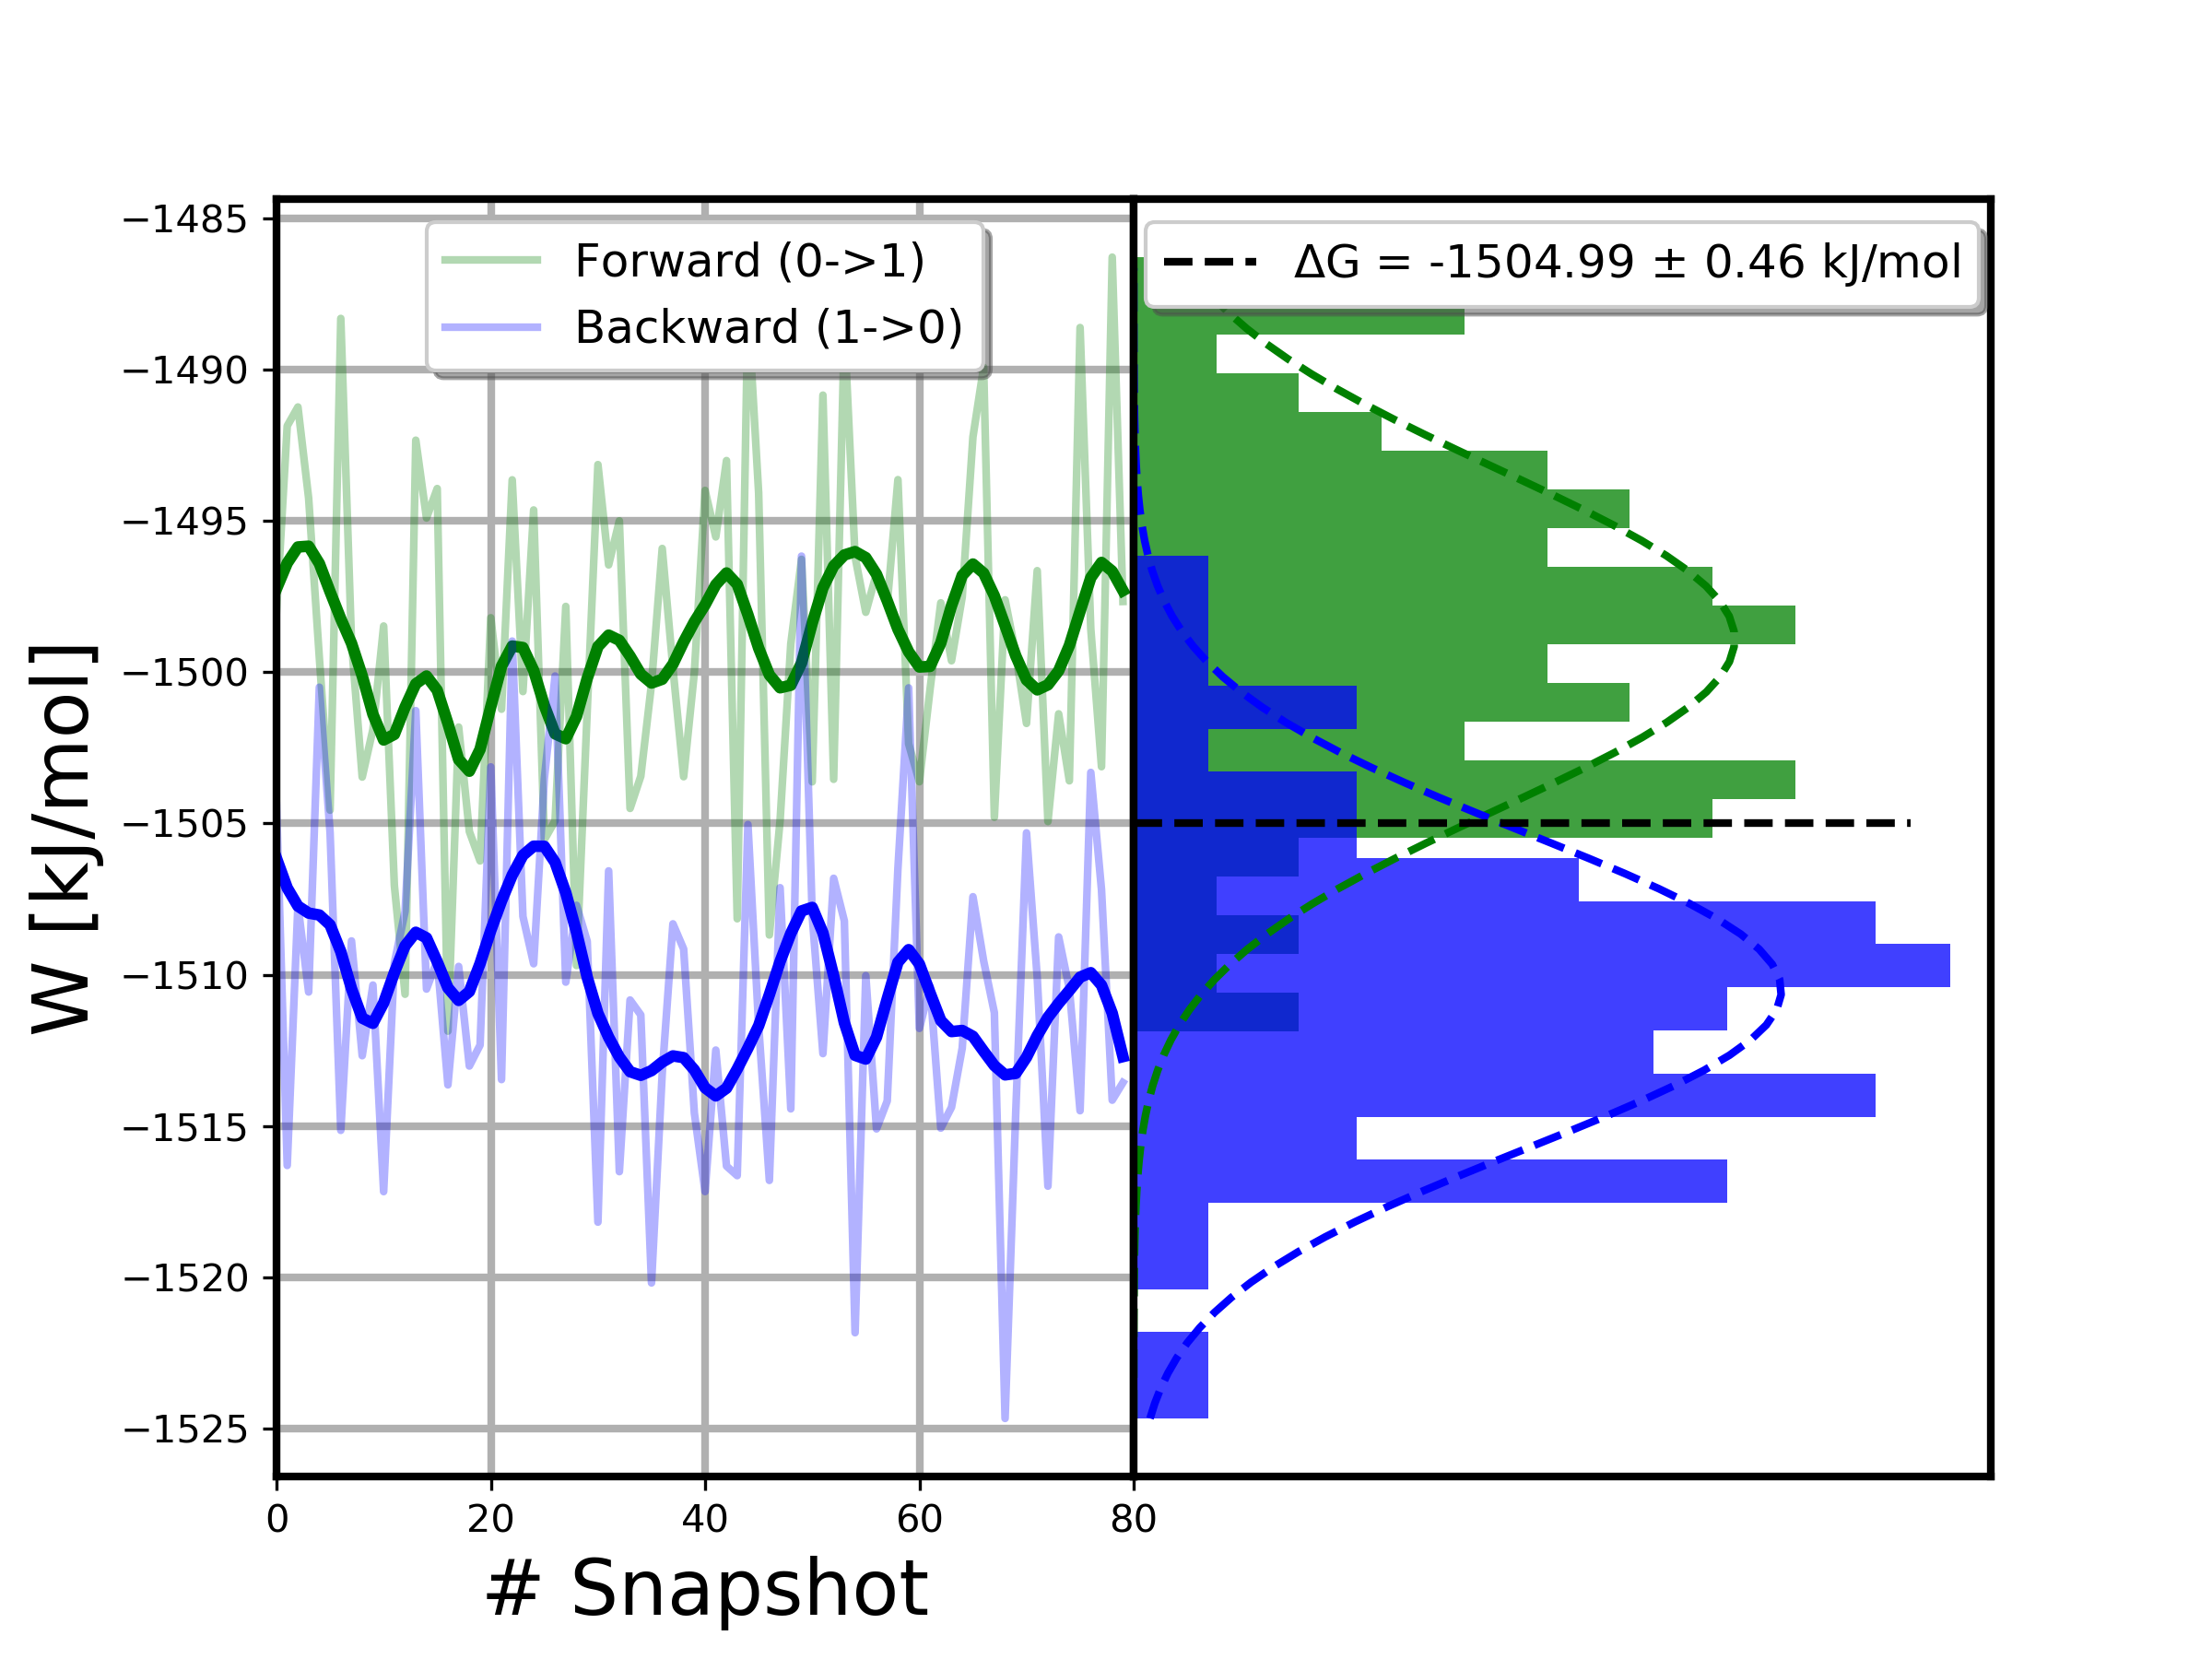 Forward (0->1)
Backward (1->0)
ΔG = -1504.99 ± 0.46 kJ/mol
W [kJ/mol]
−1485
−1490
−1495
−1500
−1505
−1510
−1515
−1520
−1525
0 20 40 60 80
# Snapshot